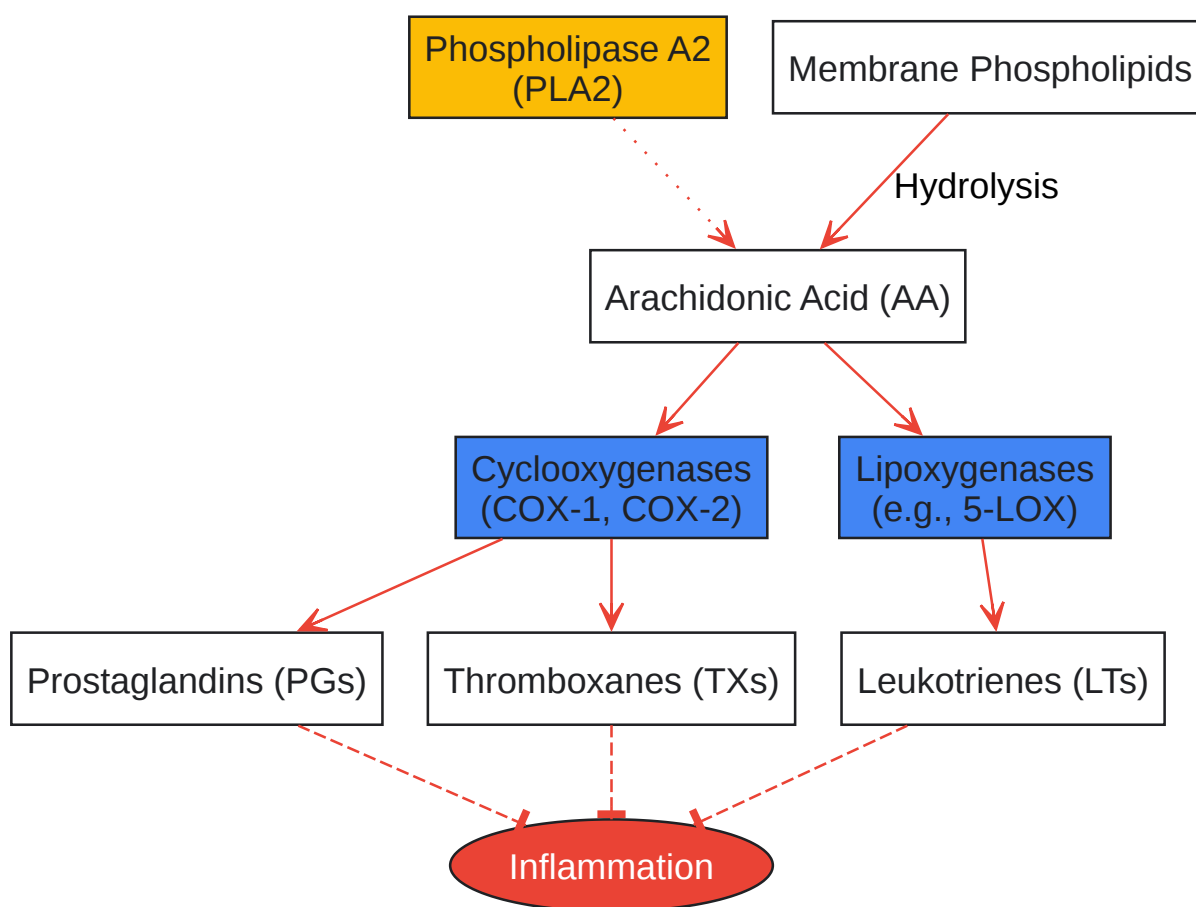 Phospholipase A2
(PLA2)
Membrane Phospholipids
Hydrolysis
Arachidonic Acid (AA)
Cyclooxygenases
(COX-1, COX-2)
Lipoxygenases
(e.g., 5-LOX)
Prostaglandins (PGs)
Thromboxanes (TXs)
Leukotrienes (LTs)
Inflammation